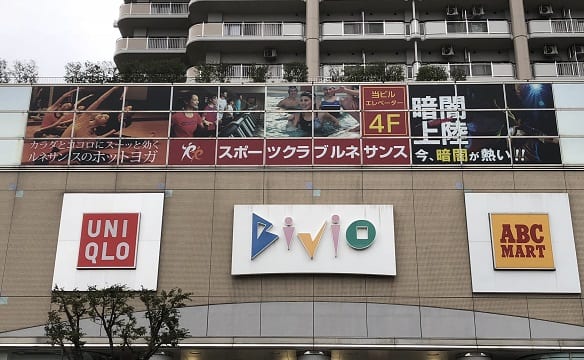 カラダとココロにスーッと効く
ルネサンスのホットヨガ
スポーツクラブルネサンス
当ビル
エレベーター
4F
暗闇
上陸
今、暗闇が熱い!!
UNI
QLO
BiViO
ABC
MART